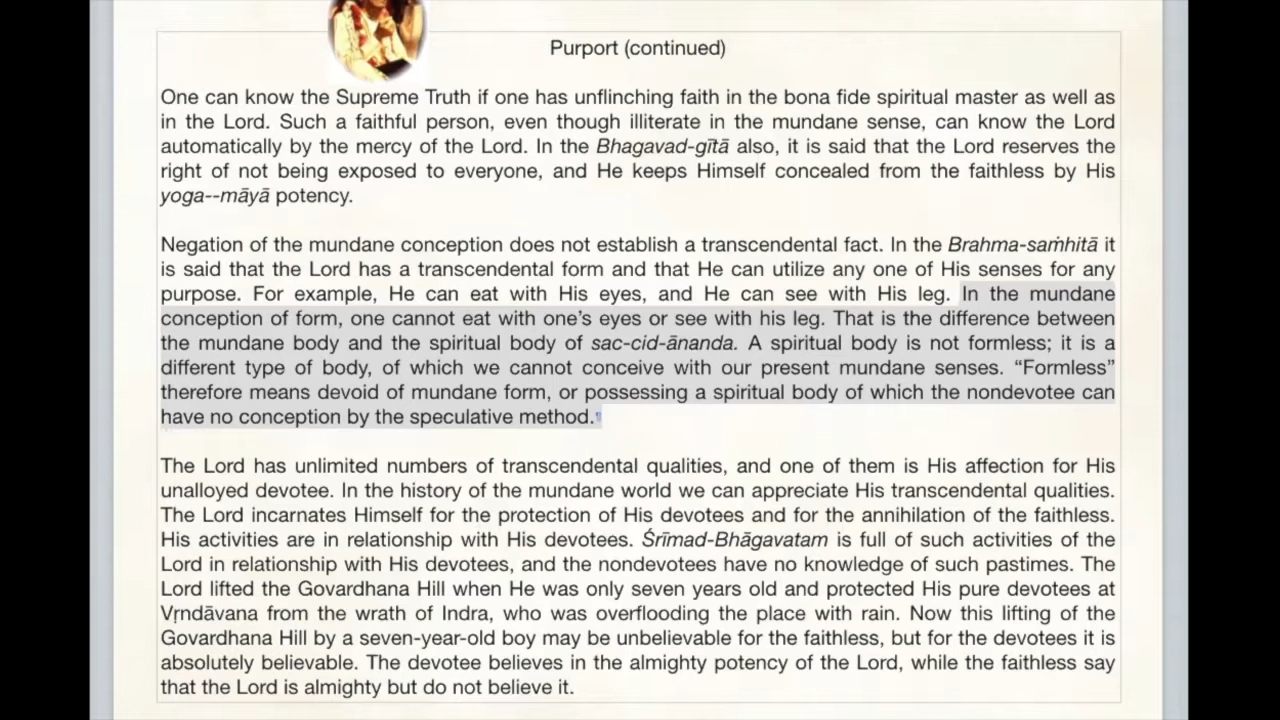 Purport (continued)
One can know the Supreme Truth if one has unflinching faith in the bona fide spiritual master as well as
in the Lord. Such a faithful person, even though illiterate in the mundane sense, can know the Lord
automatically by the mercy of the Lord. In the Bhagavad-gītā also, it is said that the Lord reserves the
right of not being exposed to everyone, and He keeps Himself concealed from the faithless by His
yoga--māyā potency.
Negation of the mundane conception does not establish a transcendental fact. In the Brahma-saṁhitā it
is said that the Lord has a transcendental form and that He can utilize any one of His senses for any
purpose. For example, He can eat with His eyes, and He can see with His leg. In the mundane
conception of form, one cannot eat with one’s eyes or see with his leg. That is the difference between
the mundane body and the spiritual body of sac-cid-ānanda. A spiritual body is not formless; it is a
different type of body, of which we cannot conceive with our present mundane senses. “Formless”
therefore means devoid of mundane form, or possessing a spiritual body of which the nondevotee can
have no conception by the speculative method.¶
The Lord has unlimited numbers of transcendental qualities, and one of them is His affection for His
unalloyed devotee. In the history of the mundane world we can appreciate His transcendental qualities.
The Lord incarnates Himself for the protection of His devotees and for the annihilation of the faithless.
His activities are in relationship with His devotees. Śrīmad-Bhāgavatam is full of such activities of the
Lord in relationship with His devotees, and the nondevotees have no knowledge of such pastimes. The
Lord lifted the Govardhana Hill when He was only seven years old and protected His pure devotees at
Vṛndāvana from the wrath of Indra, who was overflooding the place with rain. Now this lifting of the
Govardhana Hill by a seven-year-old boy may be unbelievable for the faithless, but for the devotees it is
absolutely believable. The devotee believes in the almighty potency of the Lord, while the faithless say
that the Lord is almighty but do not believe it.